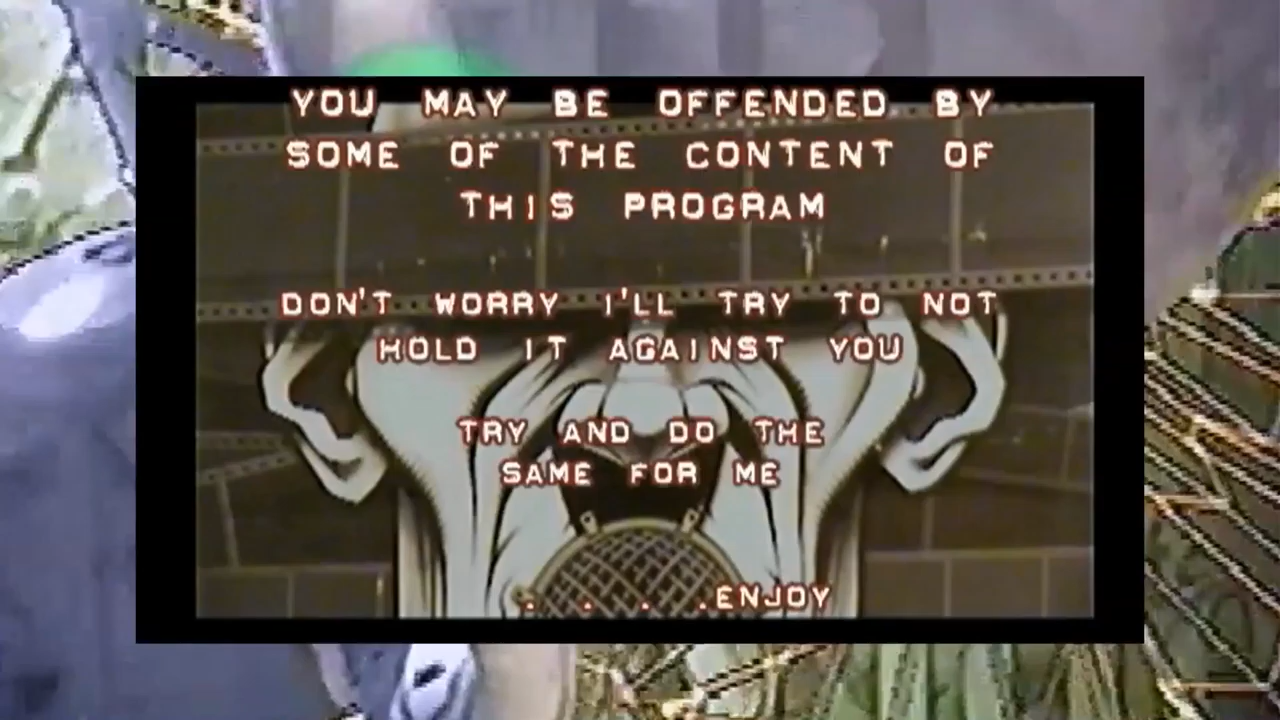 YOU MAY BE OFFENDED BY
SOME OF THE CONTENT OF
THIS PROGRAM
DON'T WORRY I'LL TRY TO NOT
HOLD IT AGAINST YOU
TRY AND DO THE
SAME FOR ME
. . . .ENJOY